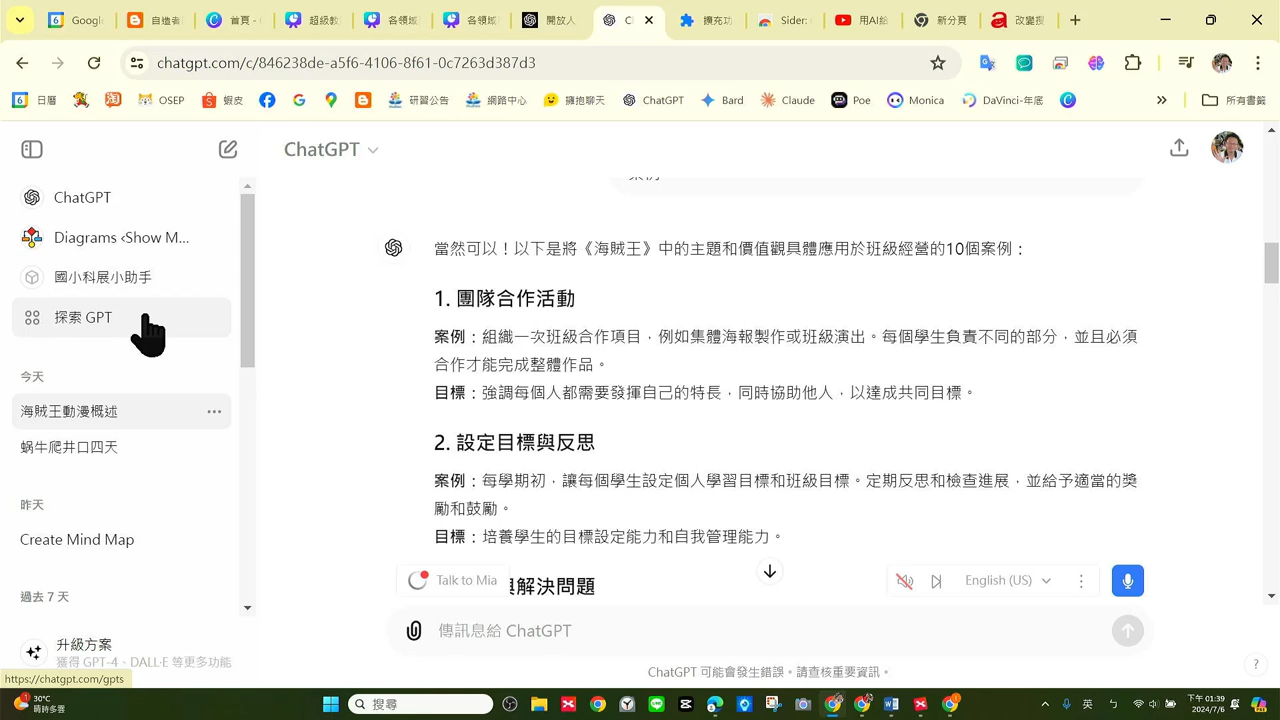 Google
自造者
首頁 -
超級教
各領域
各領域
開放人
C
擴充功
Sider:
用AI給
新分頁
改變授
chatgpt.com/c/846238de-a5f6-4106-8f61-0c7263d387d3
日曆
OSEP
蝦皮
研習公告
網路中心
擁抱聊天
ChatGPT
Bard
Claude
Poe
Monica
DaVinci-年底
所有書籤
ChatGPT
ChatGPT
Diagrams ‹Show M...
國小科展小助手
探索 GPT
今天
海賊王動漫概述
蝸牛爬井口四天
昨天
Create Mind Map
過去 7 天
升級方案
獲得 GPT-4、DALL·E 等更多功能
https://chatgpt.com/gpts
當然可以！以下是將《海賊王》中的主題和價值觀具體應用於班級經營的10個案例：
1. 團隊合作活動
案例：組織一次班級合作項目，例如集體海報製作或班級演出。每個學生負責不同的部分，並且必須
合作才能完成整體作品。
目標：強調每個人都需要發揮自己的特長，同時協助他人，以達成共同目標。
2. 設定目標與反思
案例：每學期初，讓每個學生設定個人學習目標和班級目標。定期反思和檢查進展，並給予適當的獎
勵和鼓勵。
目標：培養學生的目標設定能力和自我管理能力。
與解決問題
Talk to Mia
English (US)
傳訊息給 ChatGPT
ChatGPT 可能會發生錯誤。請查核重要資訊。
?
30°C
晴時多雲
搜尋
英
下午 01:39
2024/7/6